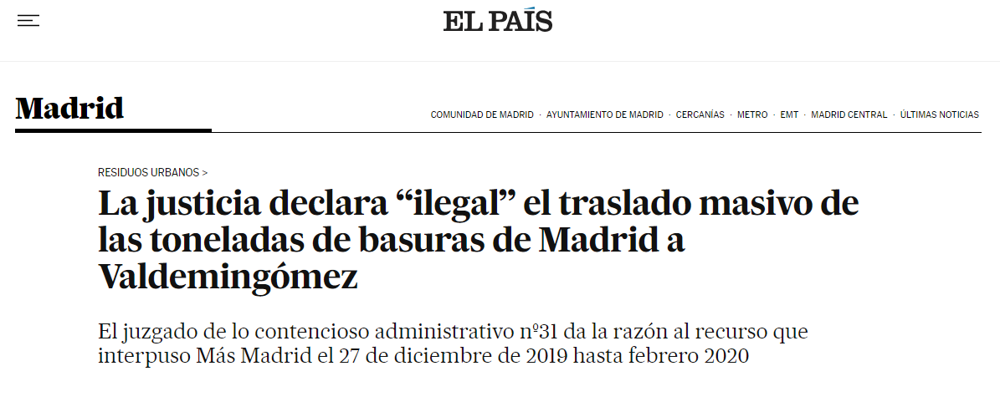 EL PAÍS
Madrid
COMUNIDAD DE MADRID · AYUNTAMIENTO DE MADRID · CERCANÍAS · METRO · EMT · MADRID CENTRAL · ÚLTIMAS NOTICIAS
RESIDUOS URBANOS >
La justicia declara “ilegal” el traslado masivo de
las toneladas de basuras de Madrid a
Valdemingómez
El juzgado de lo contencioso administrativo nº31 da la razón al recurso que
interpuso Más Madrid el 27 de diciembre de 2019 hasta febrero 2020